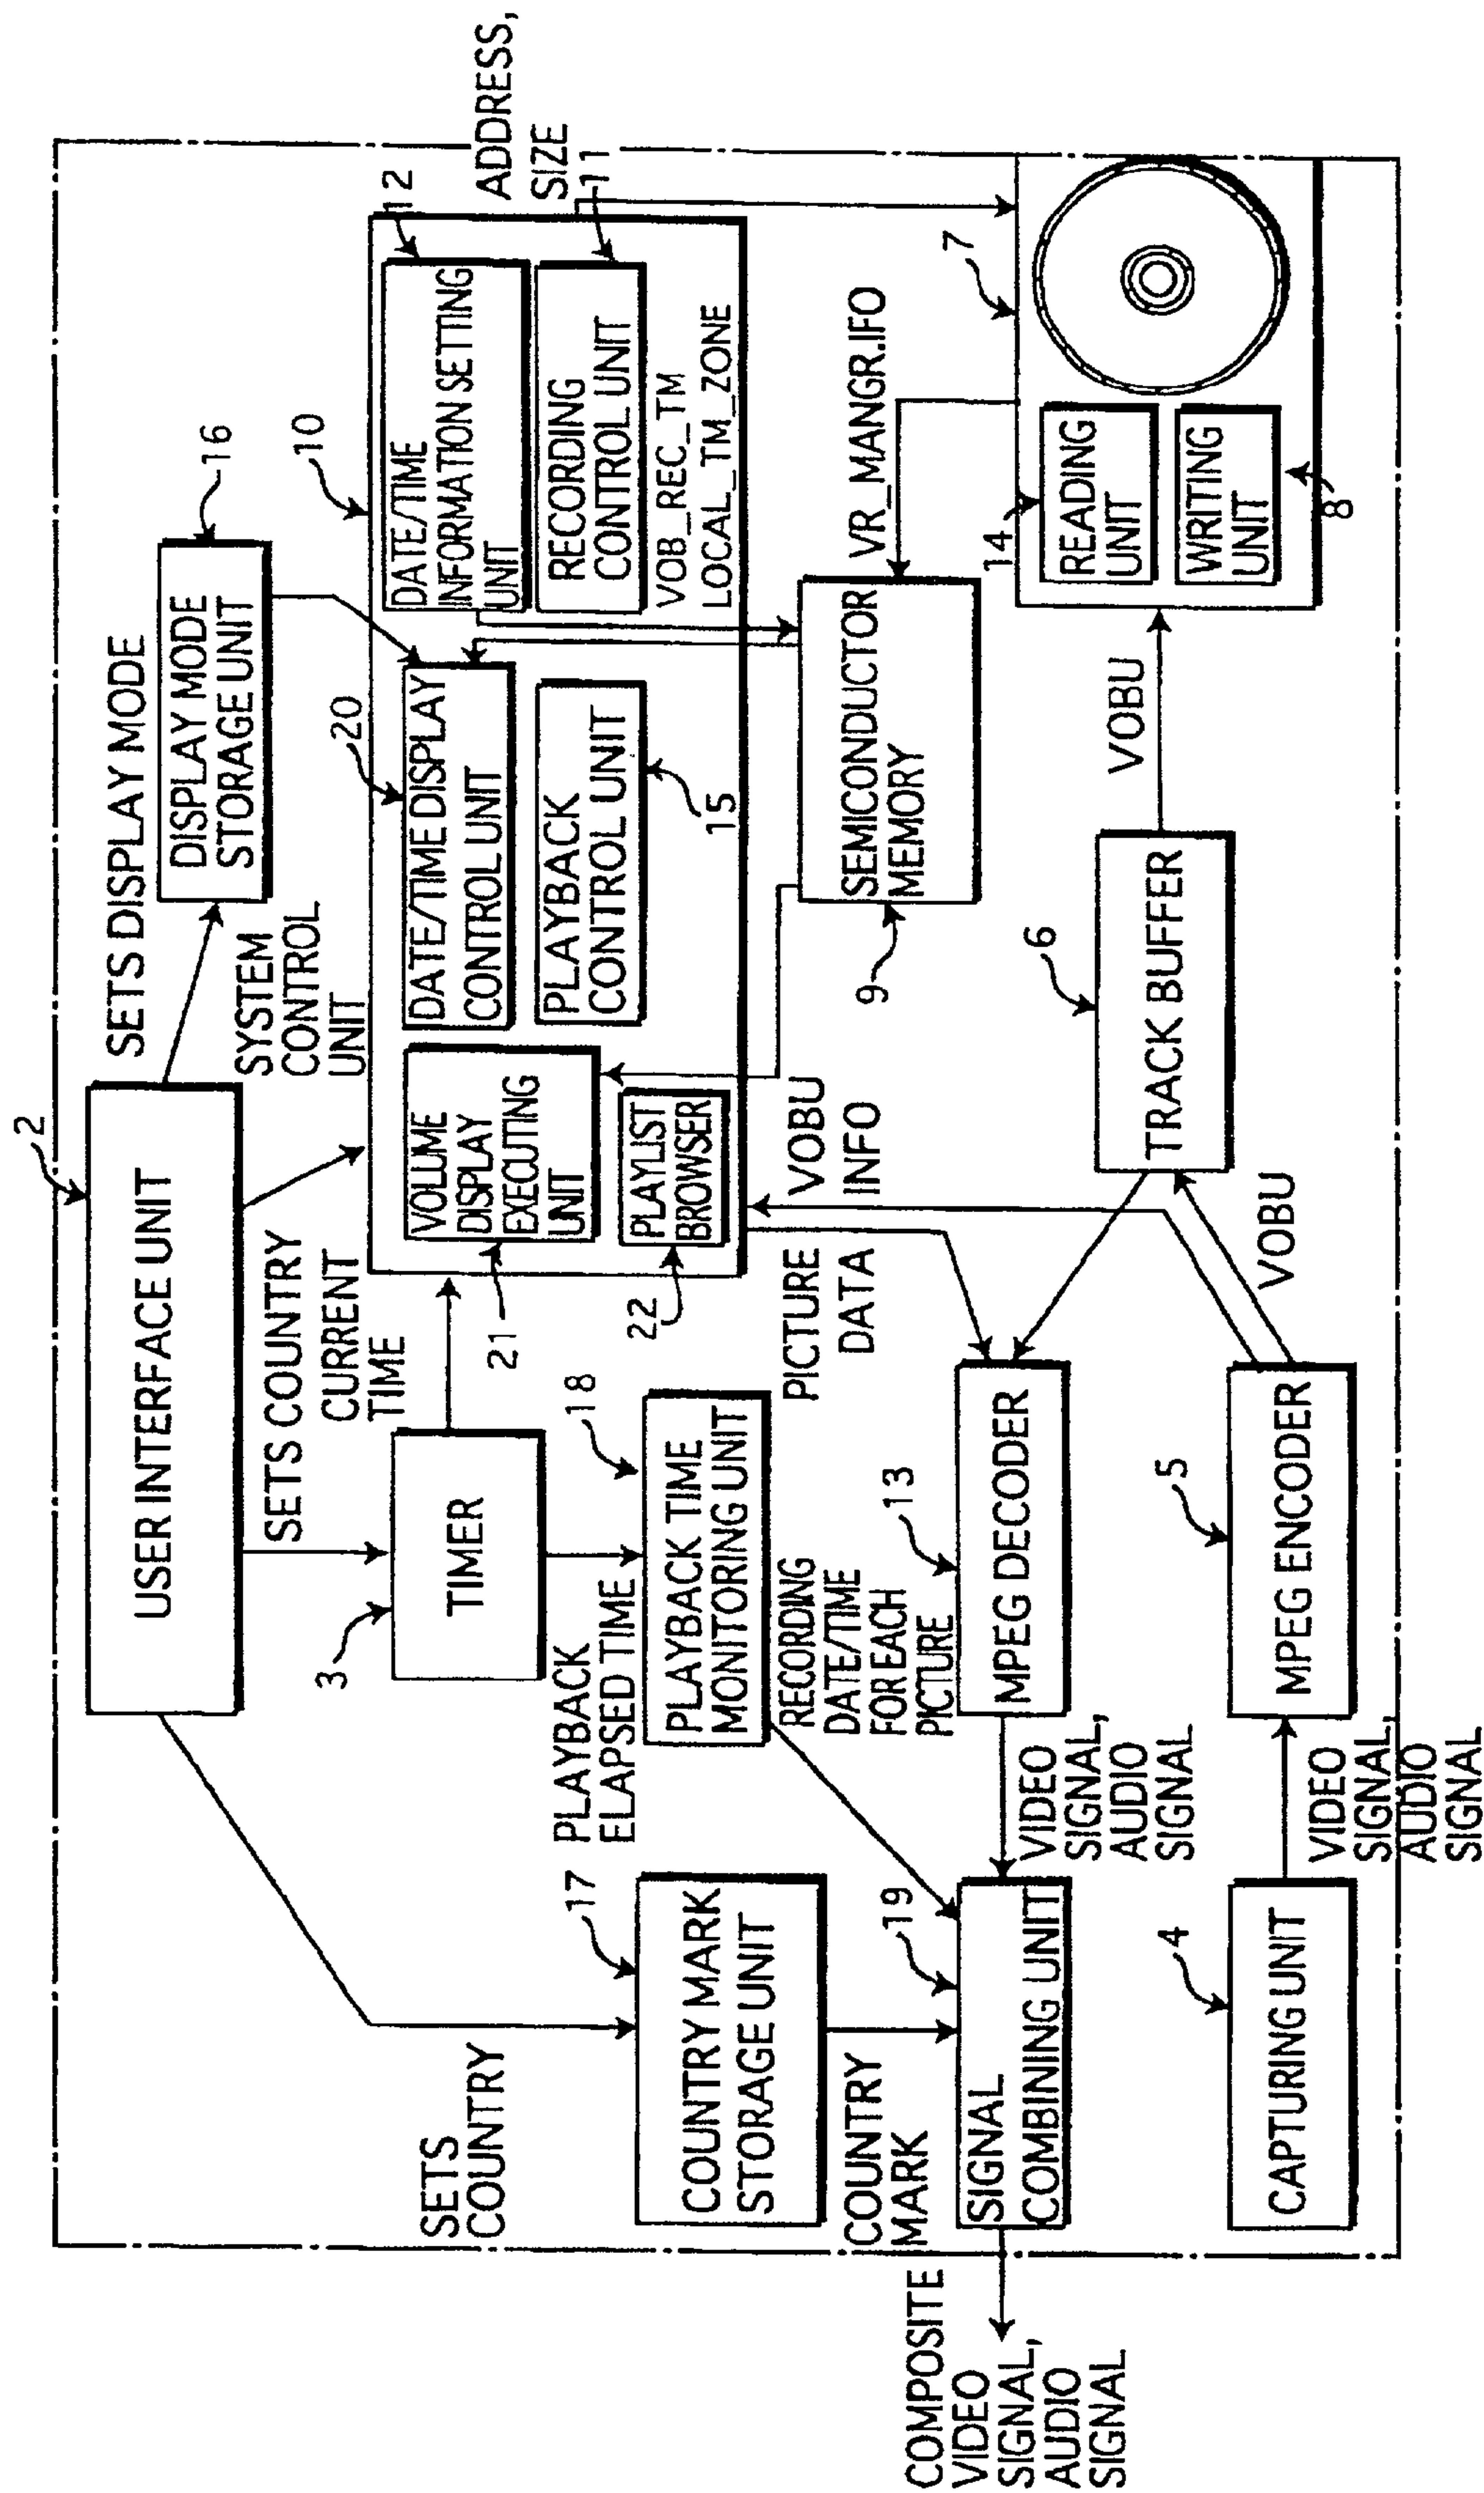 2
USER INTERFACE UNIT
SETS DISPLAY MODE
DISPLAY MODE
STORAGE UNIT
16
SETS
COUNTRY
SETS COUNTRY
CURRENT
TIME
SYSTEM
CONTROL
UNIT
10
3
TIMER
PLAYBACK
ELAPSED TIME
18
PLAYBACK TIME
MONITORING UNIT
17
COUNTRY MARK
STORAGE UNIT
COUNTRY
MARK
VOLUME
DISPLAY
EXECUTING
UNIT
21
PLAYLIST
BROWSER
22
20
DATE/TIME DISPLAY
CONTROL UNIT
PLAYBACK
CONTROL UNIT
15
12
DATE/TIME
INFORMATION SETTING
UNIT
11
RECORDING
CONTROL UNIT
VOB_REC_TM
LOCAL_TM_ZONE
ADDRESS,
SIZE
RECORDING
DATE/TIME
FOR EACH
PICTURE
PICTURE
DATA
VOBU
INFO
9
SEMICONDUCTOR
MEMORY
VR_MANGR.IFO
7
14
READING
UNIT
WRITING
UNIT
8
19
SIGNAL
COMBINING UNIT
COMPOSITE
VIDEO
SIGNAL,
AUDIO
SIGNAL
13
MPEG DECODER
VIDEO
SIGNAL,
AUDIO
SIGNAL
6
TRACK BUFFER
VOBU
VOBU
4
CAPTURING UNIT
VIDEO
SIGNAL,
AUDIO
SIGNAL
5
MPEG ENCODER